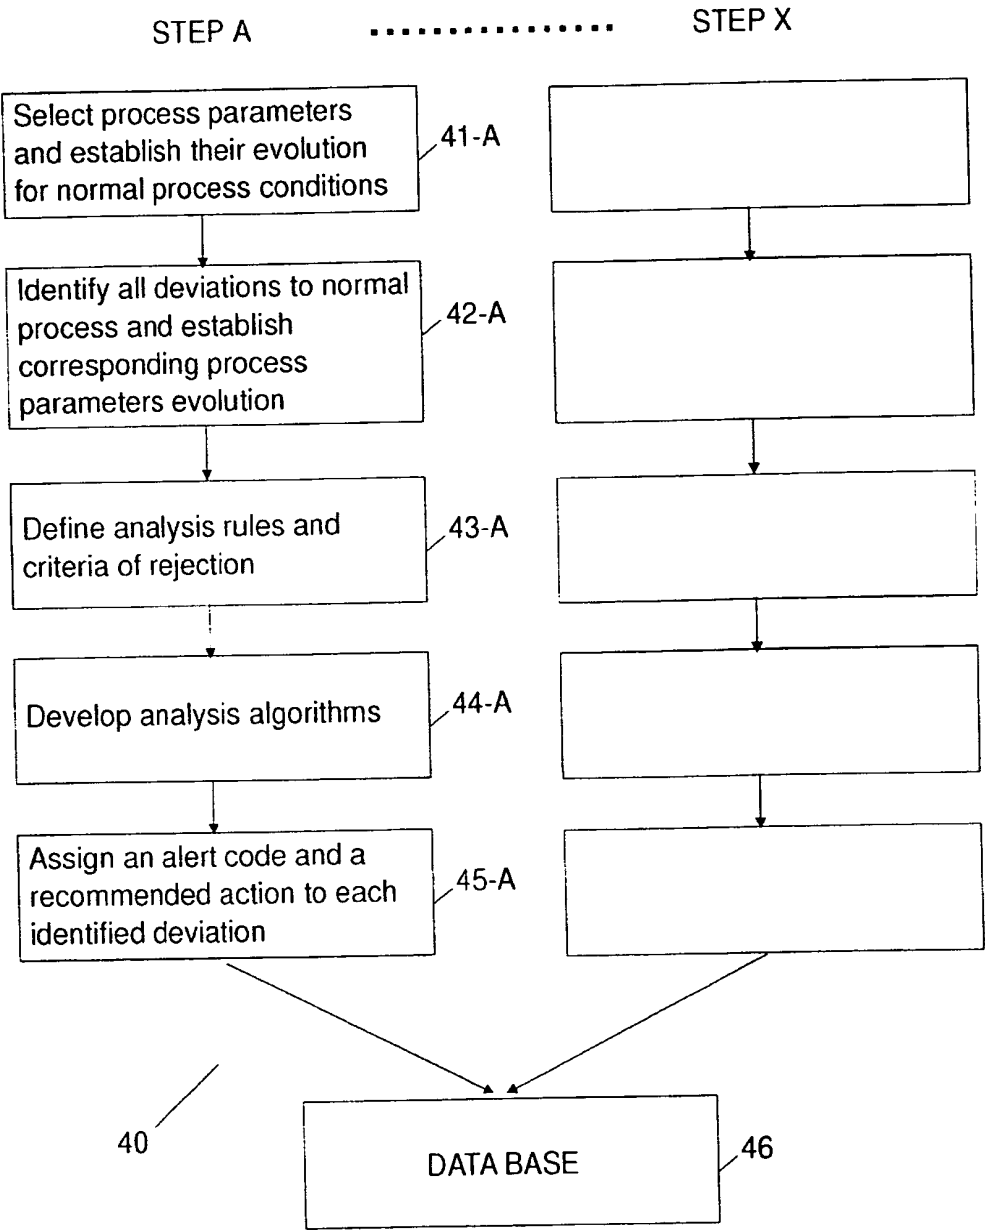 STEP A
STEP X
Select process parameters
and establish their evolution
for normal process conditions
41-A
Identify all deviations to normal
process and establish
corresponding process
parameters evolution
42-A
Define analysis rules and
criteria of rejection
43-A
Develop analysis algorithms
44-A
Assign an alert code and a
recommended action to each
identified deviation
45-A
40
DATA BASE
46